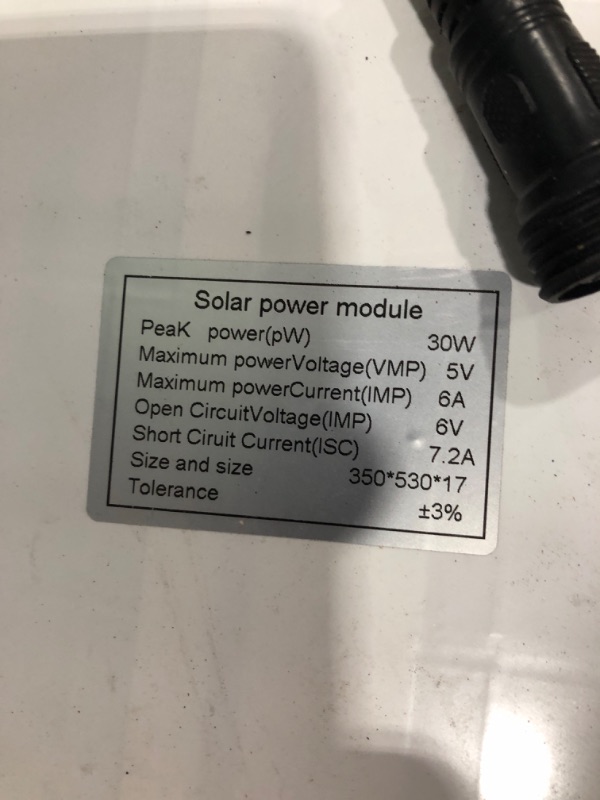 Solar power module
PeaK power(pW) 30W
Maximum powerVoltage(VMP) 5V
Maximum powerCurrent(IMP) 6A
Open CircuitVoltage(IMP) 6V
Short Ciruit Current(ISC) 7.2A
Size and size 350*530*17
Tolerance ±3%